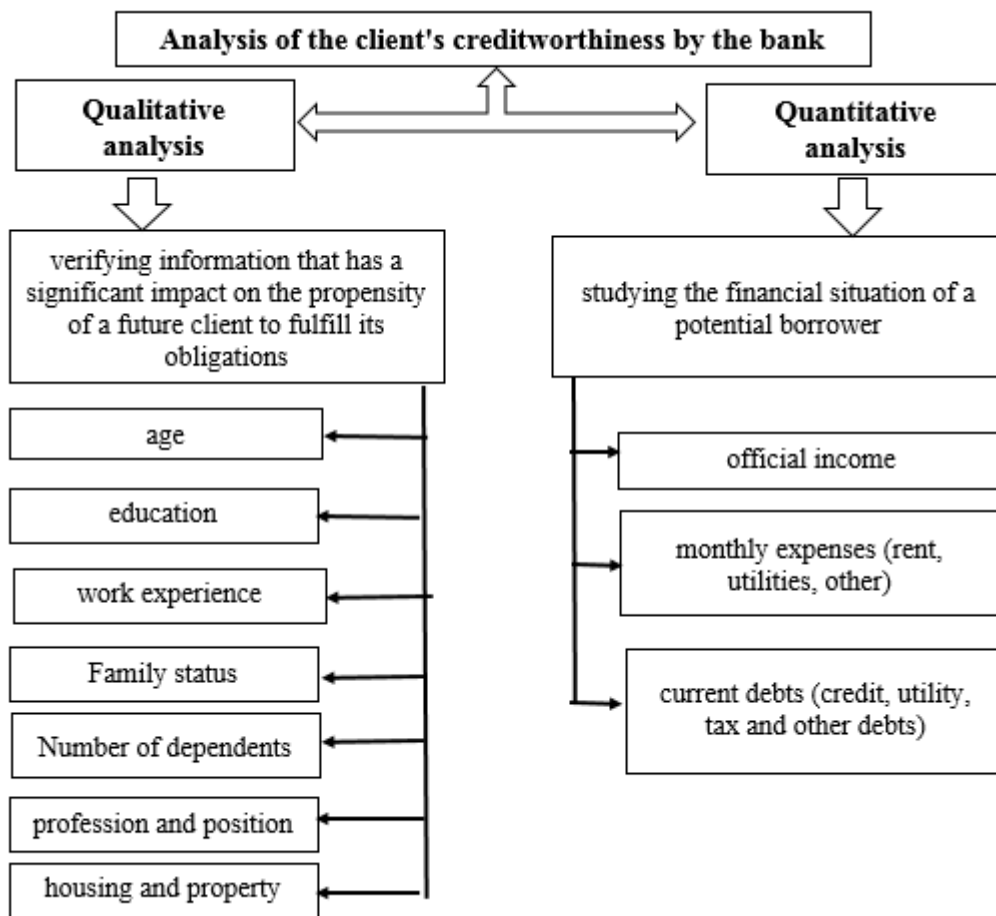 Analysis of the client's creditworthiness by the bank
Qualitative
analysis
verifying information that has a
significant impact on the propensity
of a future client to fulfill its
obligations
age
education
work experience
Family status
Number of dependents
profession and position
housing and property
Quantitative
analysis
studying the financial situation of a
potential borrower
official income
monthly expenses (rent,
utilities, other)
current debts (credit, utility,
tax and other debts)